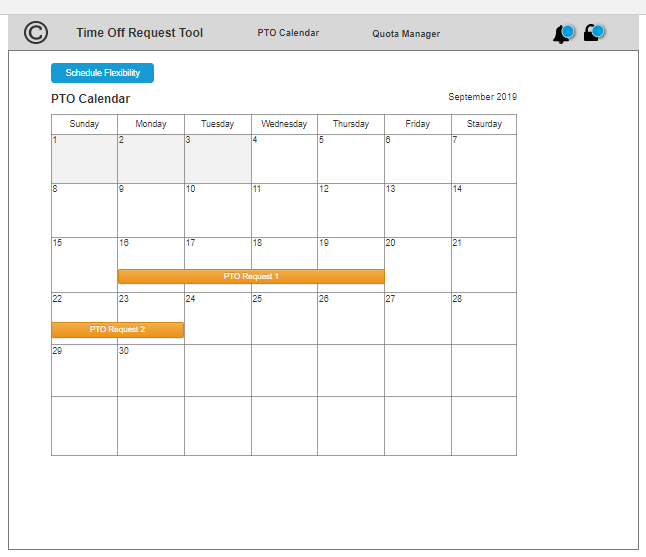 © Time Off Request Tool PTO Calendar Quota Manager
Schedule Flexibility
PTO Calendar September 2019
Sunday Monday Tuesday Wednesday Thursday Friday Staurday
1 2 3 4 5 6 7
8 9 10 11 12 13 14
15 16 17 18 19 20 21
PTO Request 1
22 23 24 25 26 27 28
PTO Request 2
29 30